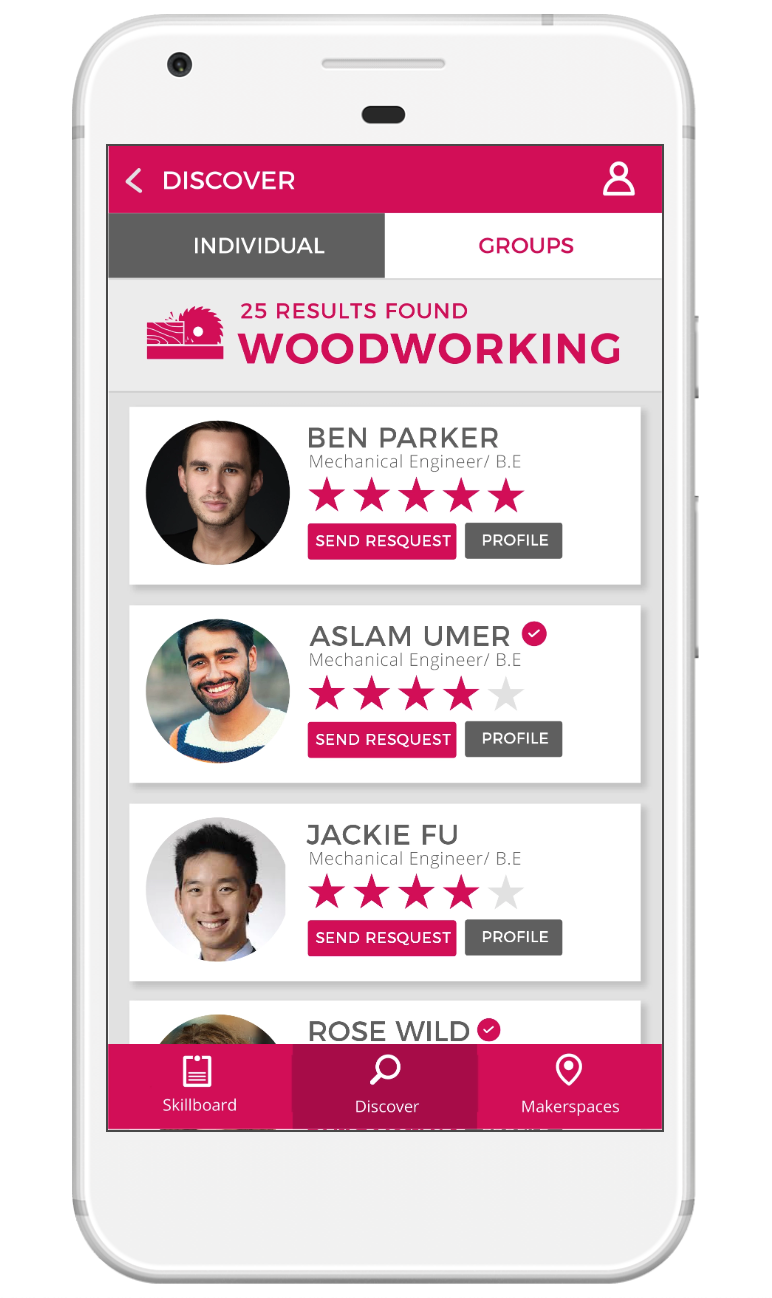 DISCOVER
INDIVIDUAL
GROUPS
25 RESULTS FOUND
WOODWORKING
BEN PARKER
Mechanical Engineer/ B.E
SEND RESQUEST
PROFILE
ASLAM UMER
Mechanical Engineer/ B.E
SEND RESQUEST
PROFILE
JACKIE FU
Mechanical Engineer/ B.E
SEND RESQUEST
PROFILE
ROSE WILD
Skillboard
Discover
Makerspaces